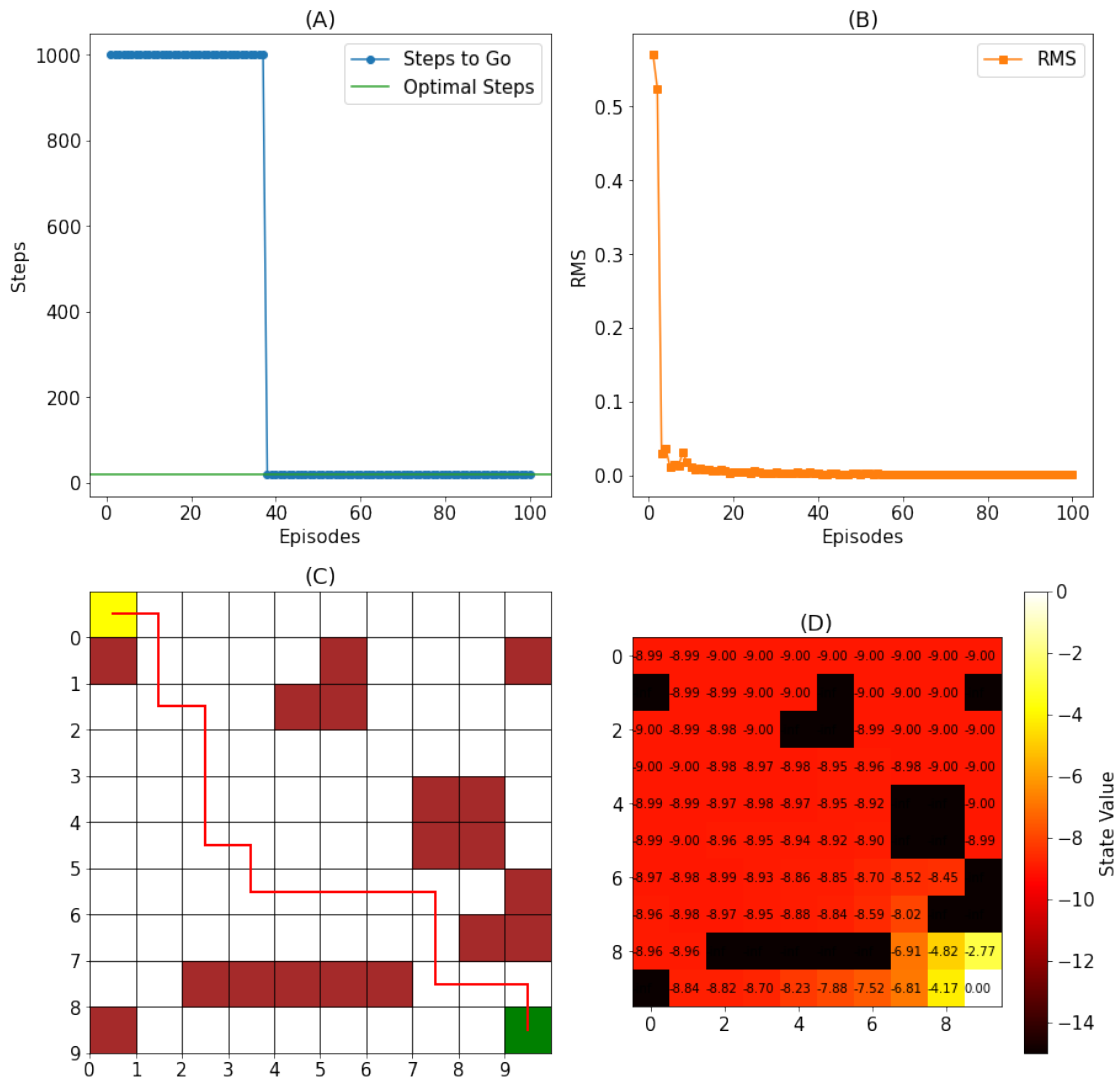 (A)
1000
800
600
400
200
0
Steps
Steps to Go
Optimal Steps
0 20 40 60 80 100
Episodes
(B)
0.5
0.4
0.3
0.2
0.1
0.0
RMS
RMS
0 20 40 60 80 100
Episodes
(C)
0
1
2
3
4
5
6
7
8
9
0 1 2 3 4 5 6 7 8 9
(D)
0 -8.99 -8.99 -9.00 -9.00 -9.00 -9.00 -9.00 -9.00 -9.00 -9.00
-8.99 -8.99 -9.00 -9.00 -9.00 -9.00
2 -9.00 -8.99 -8.98 -9.00 -8.99 -9.00 -9.00 -9.00
-9.00 -9.00 -8.98 -8.97 -8.98 -8.95 -8.96 -8.98 -9.00 -9.00
4 -8.99 -8.99 -8.97 -8.98 -8.97 -8.95 -8.92 -9.00
-8.99 -9.00 -8.96 -8.95 -8.94 -8.92 -8.90 -8.99
6 -8.97 -8.98 -8.99 -8.93 -8.86 -8.85 -8.70 -8.52 -8.45
-8.96 -8.98 -8.97 -8.95 -8.88 -8.84 -8.59 -8.02
8 -8.96 -8.96 -6.91 -4.82 -2.77
-8.84 -8.82 -8.70 -8.23 -7.88 -7.52 -6.81 -4.17 0.00
0 2 4 6 8
0
−2
−4
−6
−8
−10
−12
−14
State Value